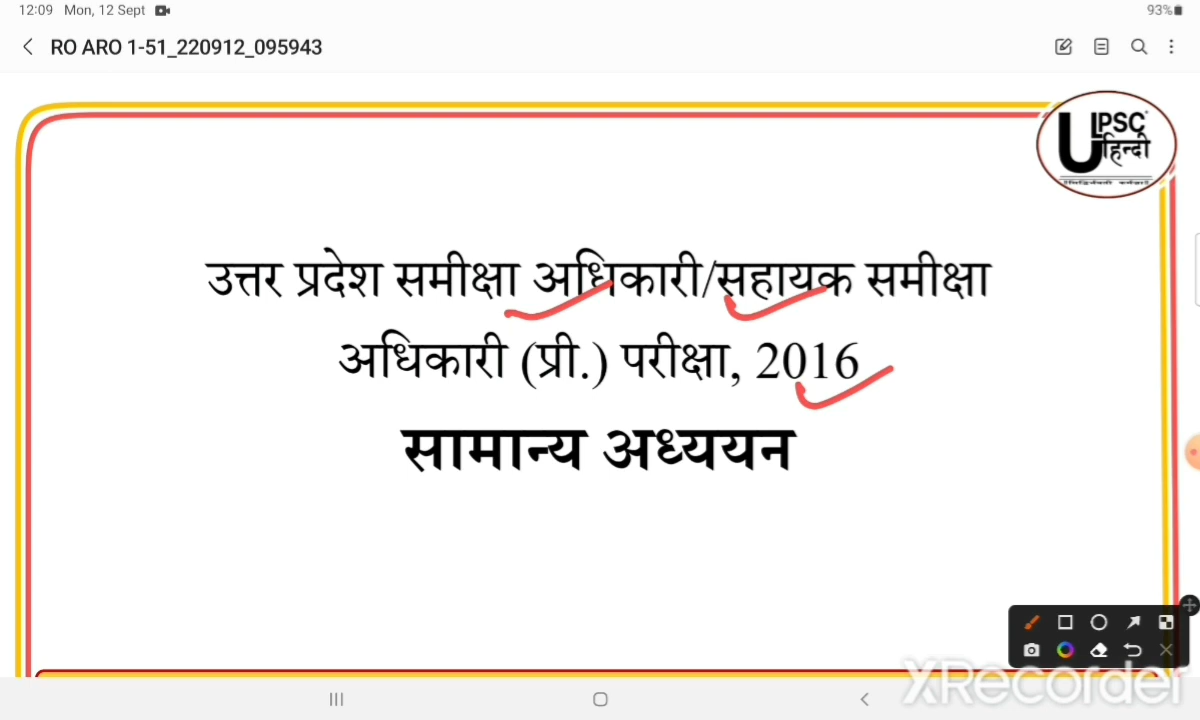 12:09 Mon, 12 Sept
93%
RO ARO 1-51_220912_095943
UPSC
हिन्दी
उत्तर प्रदेश समीक्षा अधिकारी/सहायक समीक्षा
अधिकारी (प्री.) परीक्षा, 2016
सामान्य अध्ययन
XRecorder